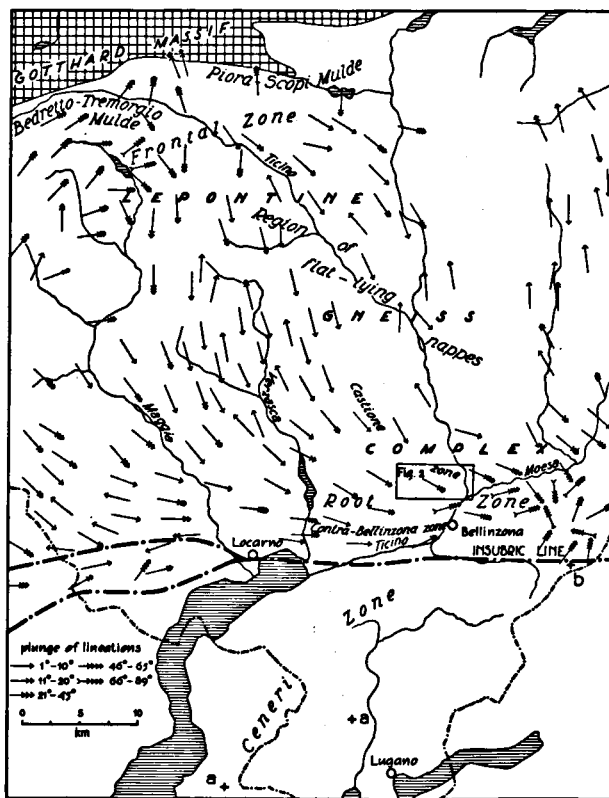 GOTTHARD MASSIF
Piora-Scopi Mulde
Bedretto-Tremorgio
Mulde
Frontal Zone
Ticino
LEPONTINE
Region of
flat-lying
nappes
GNEISS
Verzasca
Maggia
Castione
Zone
COMPLEX
Moesa
Fig.
Root Zone
Contra-Bellinzona zone
Ticino
Bellinzona
Locarno
INSUBRIC LINE
b
Zone
Ceneri
plunge of lineations
1°-10° 46°-65°
11°-20° 66°-89°
21°-45°
0 5 10
km
a
a
Lugano